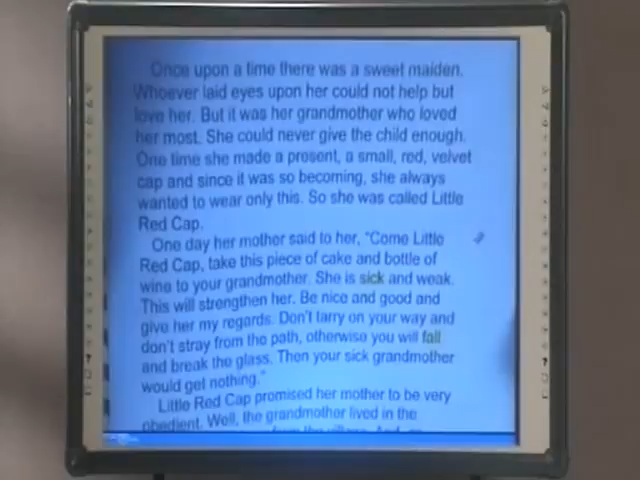 Once upon a time there was a sweet maiden.
Whoever laid eyes upon her could not help but
love her. But it was her grandmother who loved
her most. She could never give the child enough.
One time she made a present, a small, red, velvet
cap and since it was so becoming, she always
wanted to wear only this. So she was called Little
Red Cap.
One day her mother said to her, "Come Little
Red Cap, take this piece of cake and bottle of
wine to your grandmother. She is sick and weak.
This will strengthen her. Be nice and good and
give her my regards. Don't tarry on your way and
don't stray from the path, otherwise you will fall
and break the glass. Then your sick grandmother
would get nothing."
Little Red Cap promised her mother to be very
obedient. Well, the grandmother lived in the
from the village. And